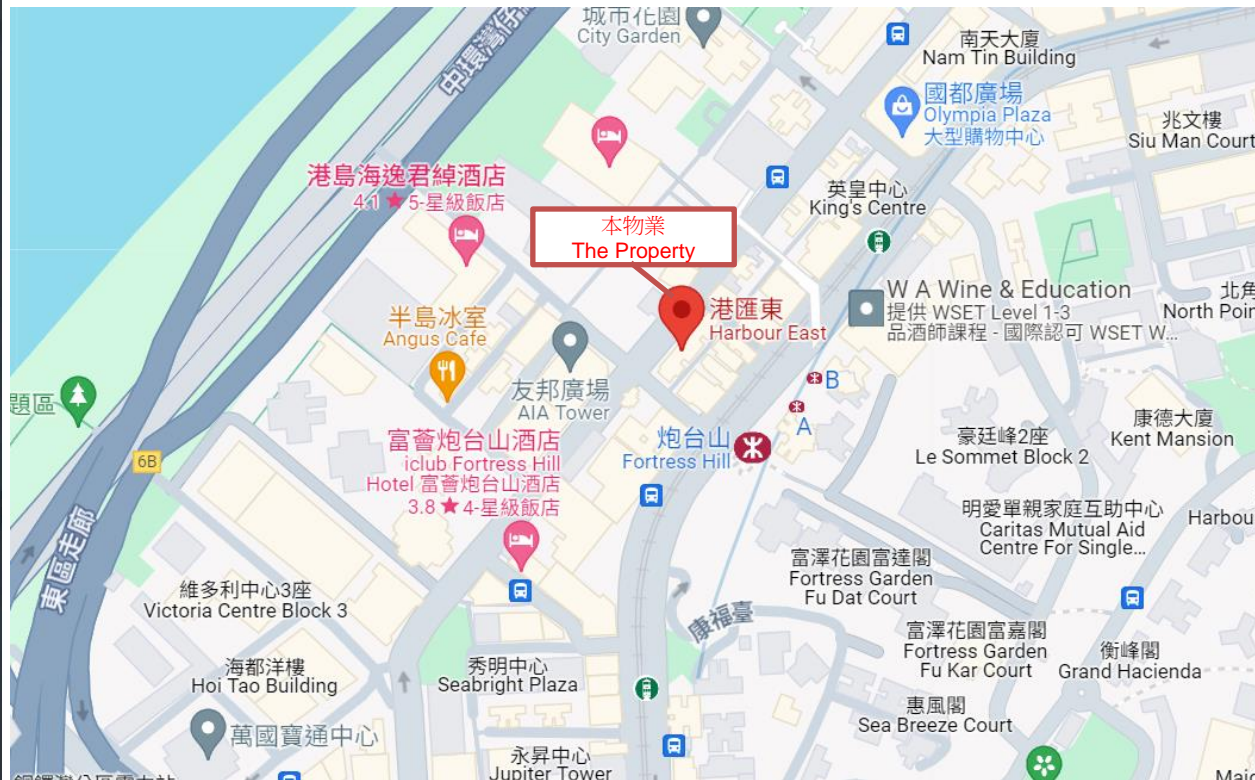 城市花園
City Garden
中環灣仔
南天大廈
Nam Tin Building
國都廣場
Olympia Plaza
大型購物中心
兆文樓
Siu Man Court
港島海逸君綽酒店
4.1 ★ 5-星級飯店
英皇中心
King's Centre
本物業
The Property
港匯東
Harbour East
W A Wine & Education
提供 WSET Level 1-3
品酒師課程 - 國際認可 WSET W...
北角
North Poin
半島冰室
Angus Cafe
友邦廣場
AIA Tower
題區
B
A
炮台山
Fortress Hill
康德大廈
Kent Mansion
豪廷峰2座
Le Sommet Block 2
富薈炮台山酒店
iclub Fortress Hill
Hotel 富薈炮台山酒店
3.8 ★ 4-星級飯店
6B
東區走廊
明愛單親家庭互助中心
Caritas Mutual Aid
Centre For Single...
Harbou
富澤花園富達閣
Fortress Garden
Fu Dat Court
維多利中心3座
Victoria Centre Block 3
康福臺
富澤花園富嘉閣
Fortress Garden
Fu Kar Court
衡峰閣
Grand Hacienda
海都洋樓
Hoi Tao Building
秀明中心
Seabright Plaza
惠風閣
Sea Breeze Court
萬國寶通中心
永昇中心
Jupiter Tower